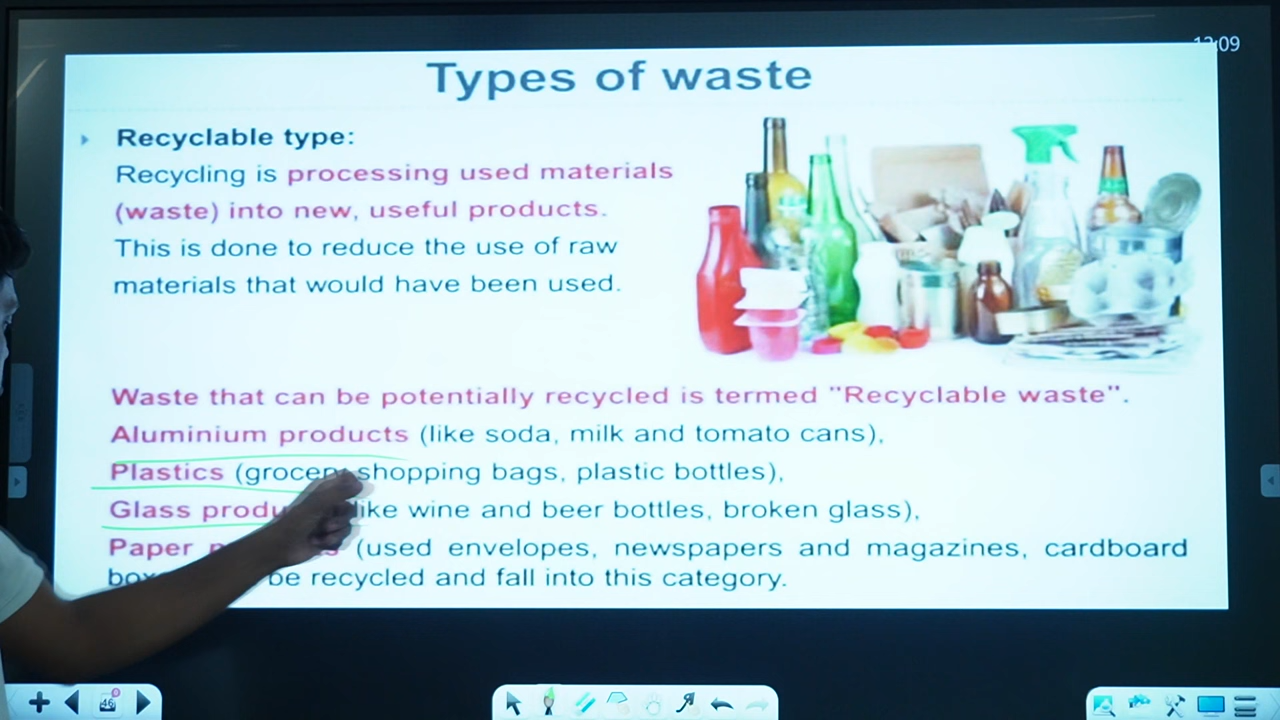 12:09
Types of waste
Recyclable type:
Recycling is processing used materials
(waste) into new, useful products.
This is done to reduce the use of raw
materials that would have been used.
Waste that can be potentially recycled is termed "Recyclable waste".
Aluminium products (like soda, milk and tomato cans),
Plastics (grocery shopping bags, plastic bottles),
Glass like wine and beer bottles, broken glass),
Paper (used envelopes, newspapers and magazines, cardboard
be recycled and fall into this category.
46